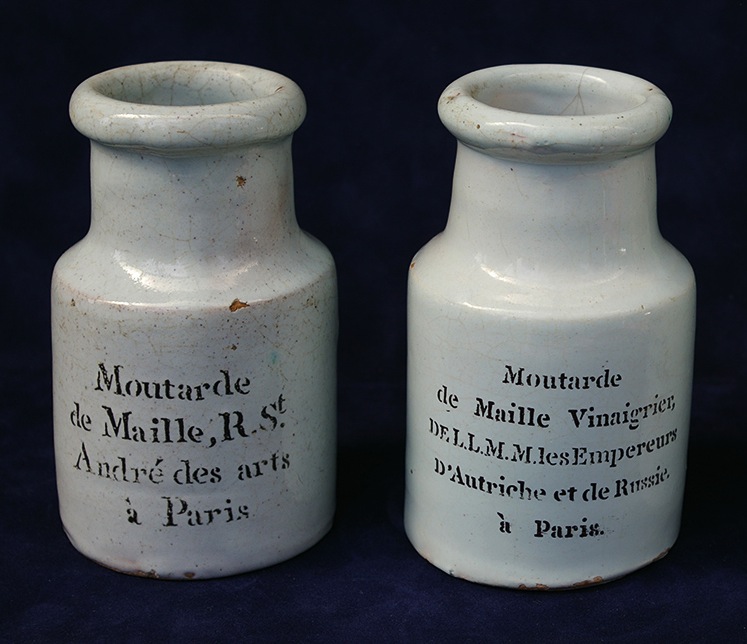 Moutarde
de Maille, R. St.
André des arts
à Paris
Moutarde
de Maille Vinaigrier,
DE L.L.M.M. les Empereurs
D'Autriche et de Russie.
à Paris.